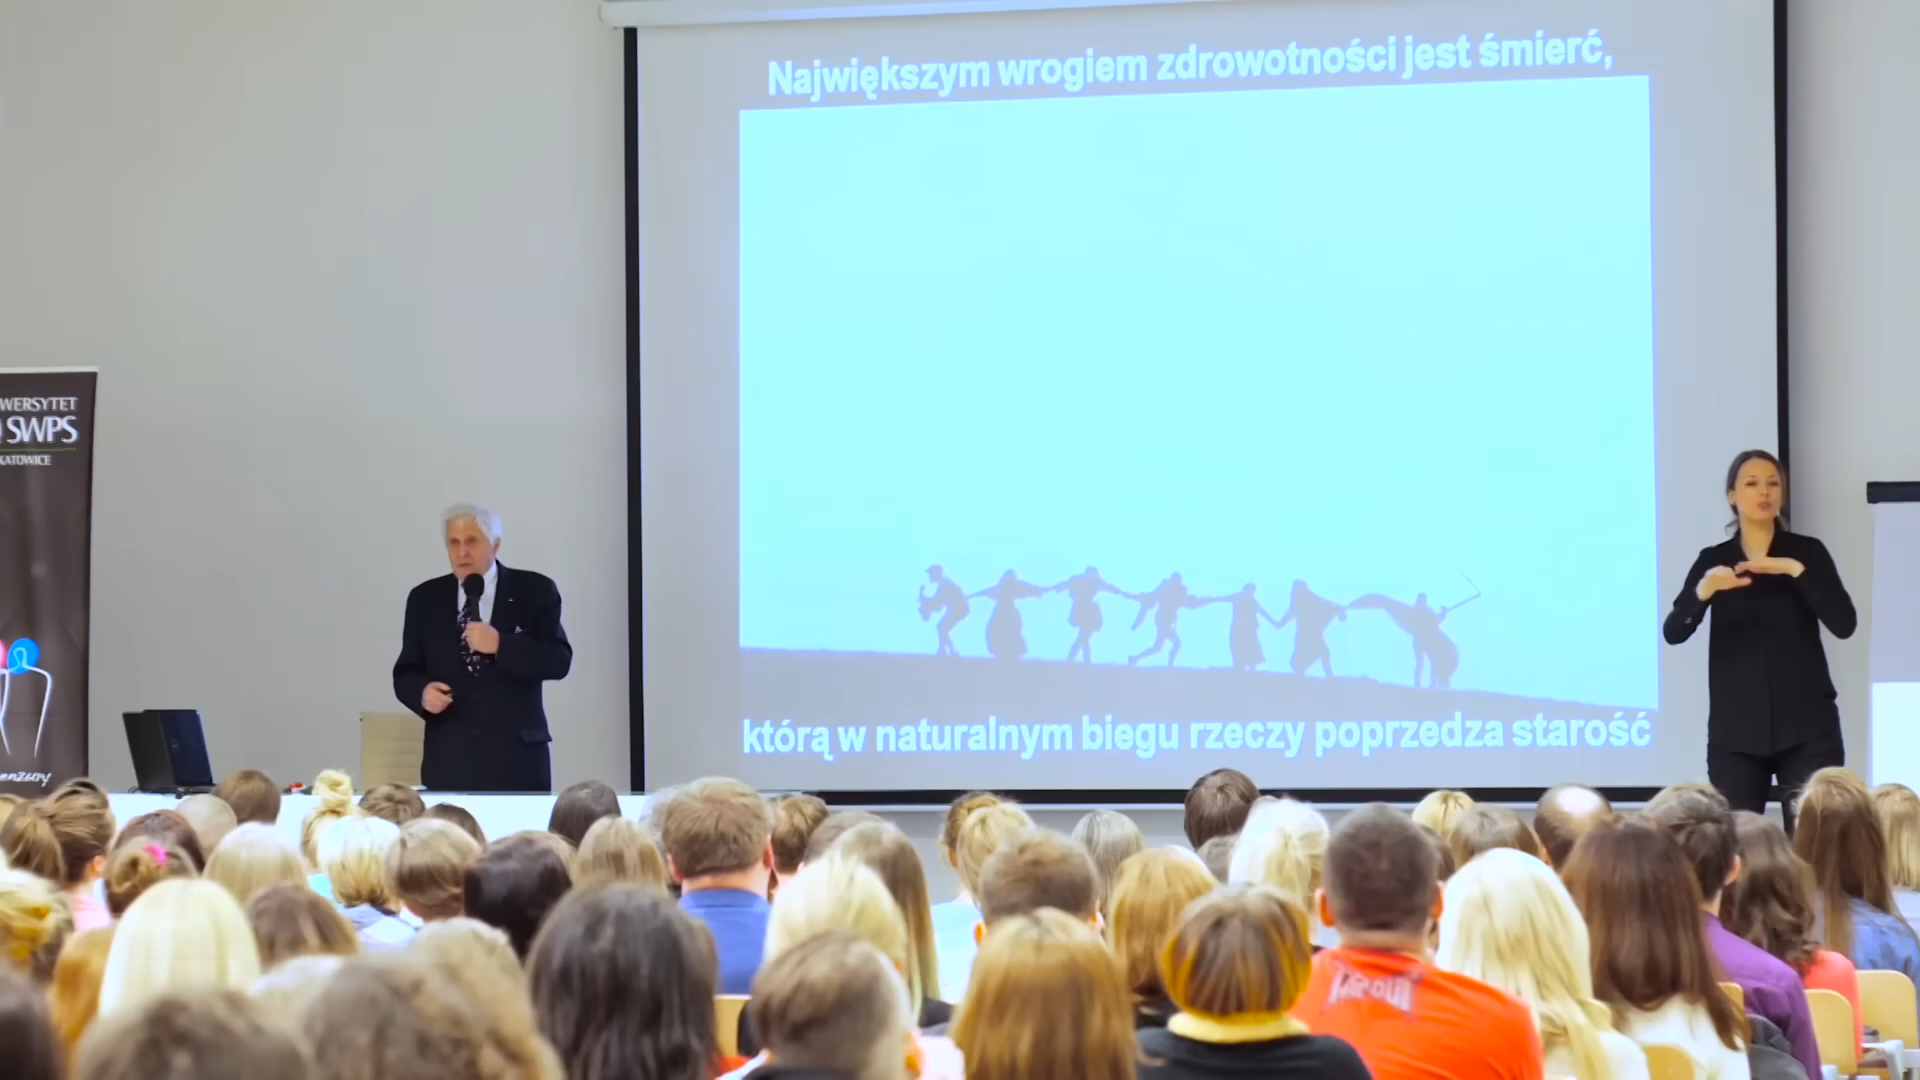 Największym wrogiem zdrowotności jest śmierć,
którą w naturalnym biegu rzeczy poprzedza starość
WERSYTET
SWPS
KATOWICE